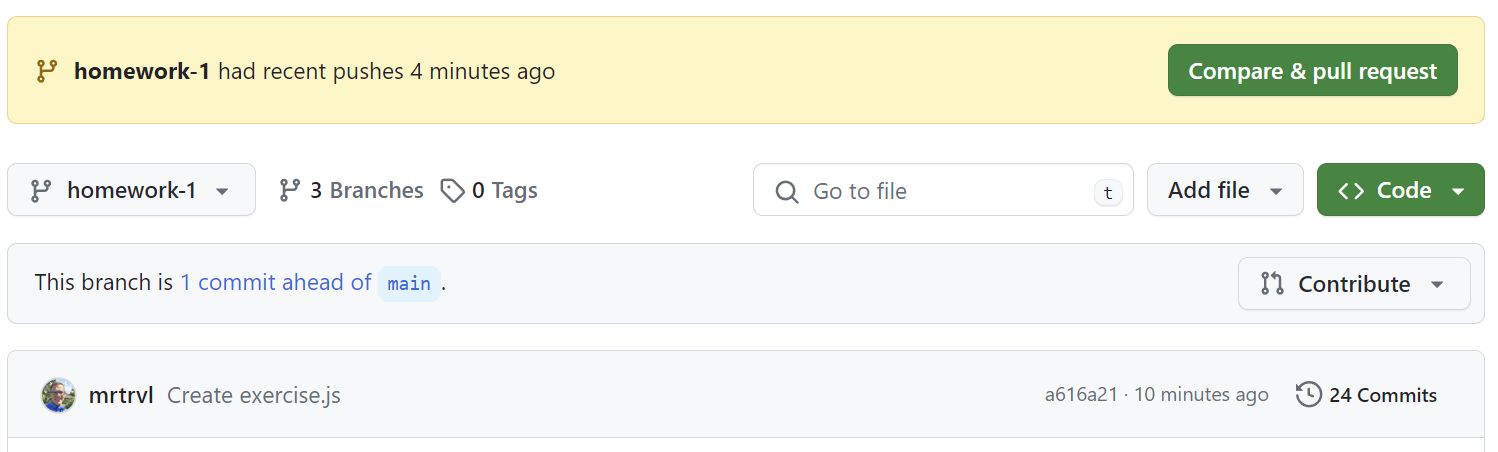 homework-1 had recent pushes 4 minutes ago
Compare & pull request
homework-1
3 Branches
0 Tags
Go to file
t
Add file
Code
This branch is 1 commit ahead of main .
Contribute
mrtrvl Create exercise.js
a616a21 · 10 minutes ago
24 Commits